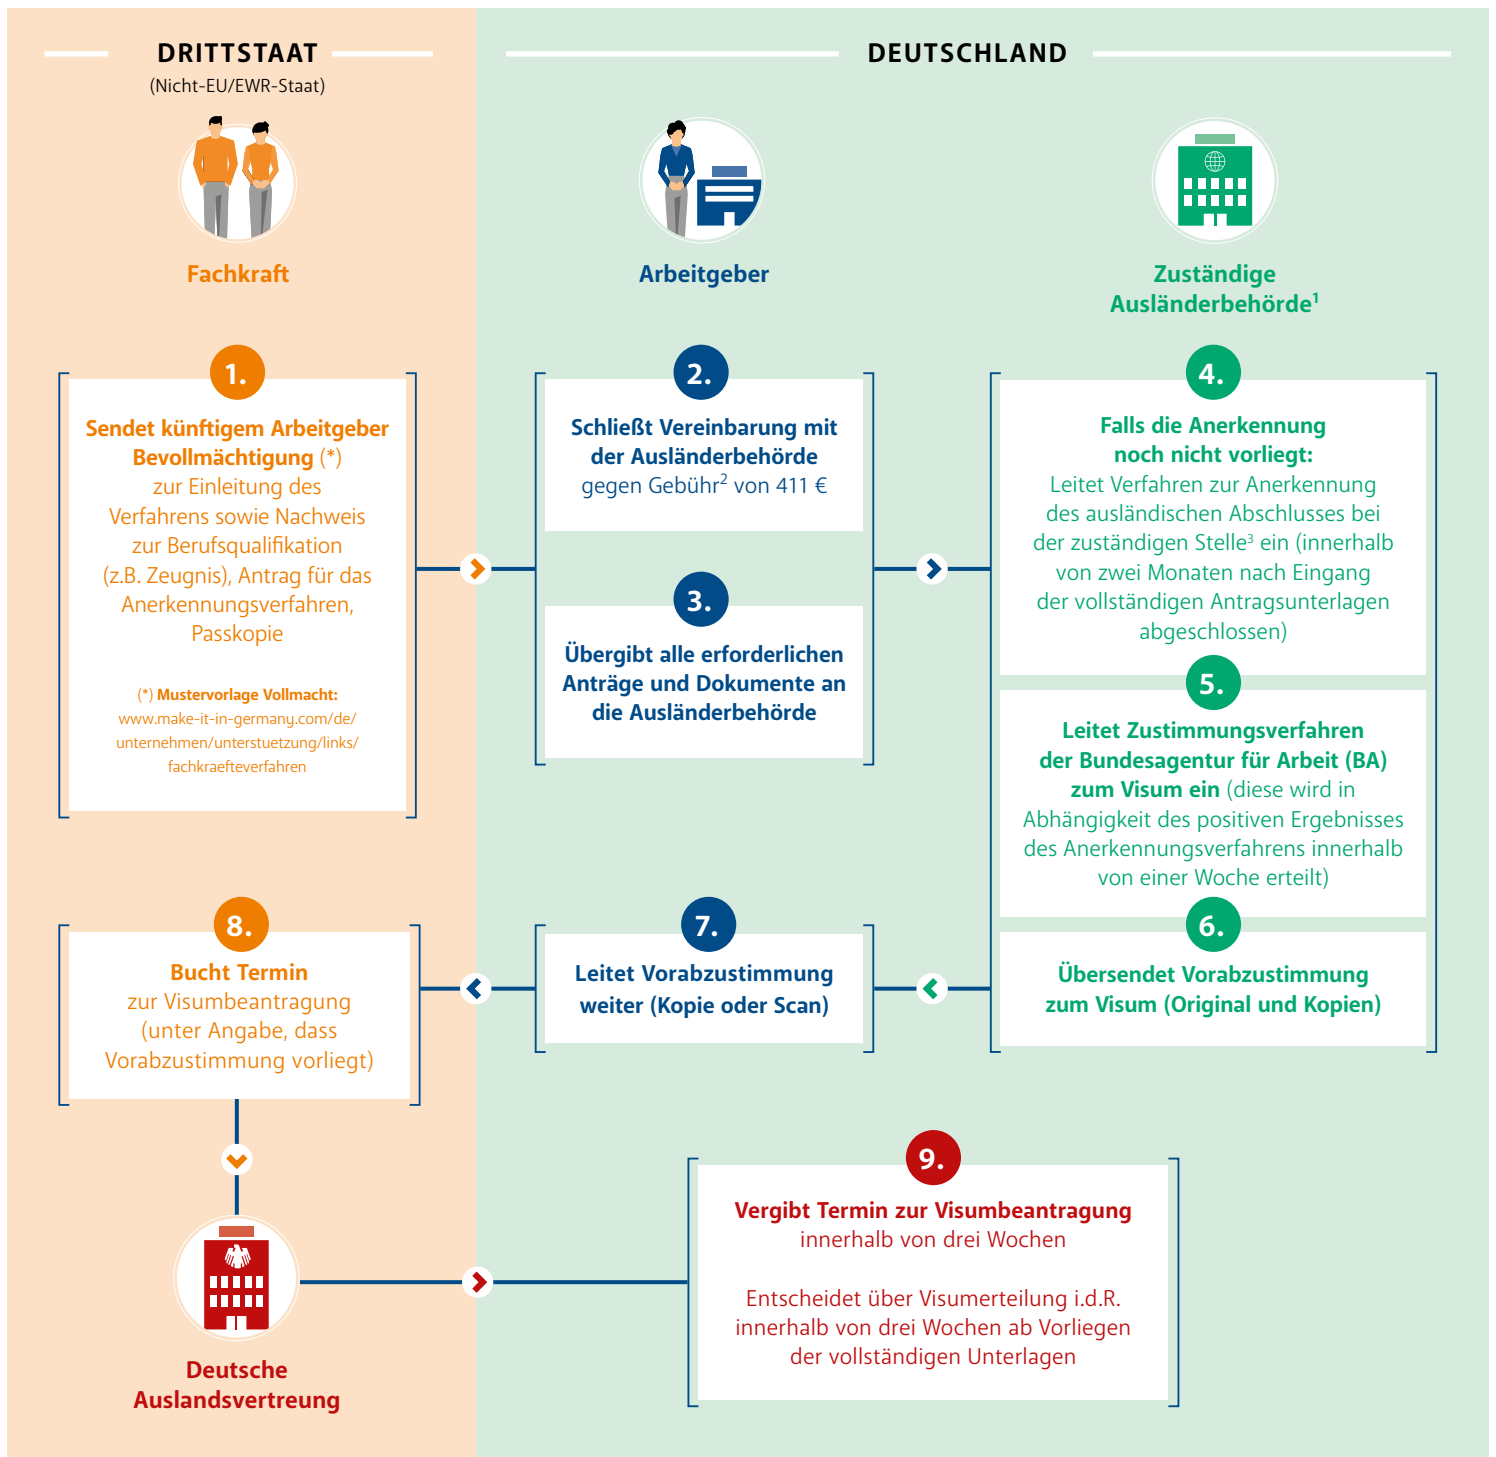 DRITTSTAAT
(Nicht-EU/EWR-Staat)
DEUTSCHLAND
Fachkraft
Arbeitgeber
Zuständige
Ausländerbehörde¹
1.
Sendet künftigem Arbeitgeber
Bevollmächtigung (*)
zur Einleitung des
Verfahrens sowie Nachweis
zur Berufsqualifikation
(z.B. Zeugnis), Antrag für das
Anerkennungsverfahren,
Passkopie
(*) Mustervorlage Vollmacht:
www.make-it-in-germany.com/de/
unternehmen/unterstuetzung/links/
fachkraefteverfahren
2.
Schließt Vereinbarung mit
der Ausländerbehörde
gegen Gebühr² von 411 €
3.
Übergibt alle erforderlichen
Anträge und Dokumente an
die Ausländerbehörde
4.
Falls die Anerkennung
noch nicht vorliegt:
Leitet Verfahren zur Anerkennung
des ausländischen Abschlusses bei
der zuständigen Stelle³ ein (innerhalb
von zwei Monaten nach Eingang
der vollständigen Antragsunterlagen
abgeschlossen)
5.
Leitet Zustimmungsverfahren
der Bundesagentur für Arbeit (BA)
zum Visum ein (diese wird in
Abhängigkeit des positiven Ergebnisses
des Anerkennungsverfahrens innerhalb
von einer Woche erteilt)
6.
Übersendet Vorabzustimmung
zum Visum (Original und Kopien)
7.
Leitet Vorabzustimmung
weiter (Kopie oder Scan)
8.
Bucht Termin
zur Visumbeantragung
(unter Angabe, dass
Vorabzustimmung vorliegt)
Deutsche
Auslandsvertreung
9.
Vergibt Termin zur Visumbeantragung
innerhalb von drei Wochen
Entscheidet über Visumerteilung i.d.R.
innerhalb von drei Wochen ab Vorliegen
der vollständigen Unterlagen